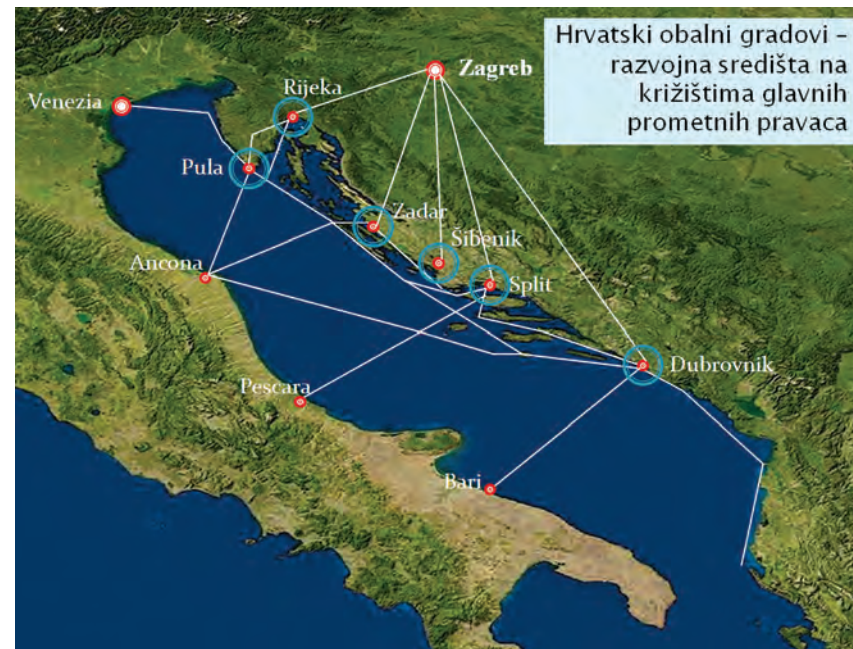 Hrvatski obalni gradovi –
razvojna središta na
križištima glavnih
prometnih pravaca
Zagreb
Rijeka
Venezia
Pula
Zadar
Šibenik
Ancona
Split
Dubrovnik
Pescara
Bari